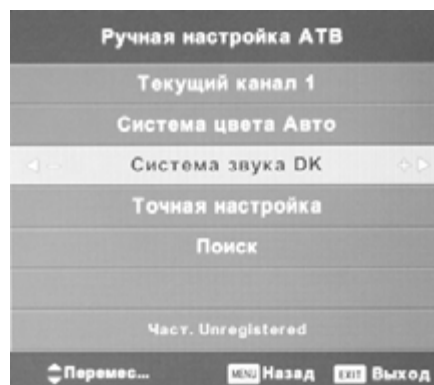 Ручная настройка АТВ
Текущий канал 1
Система цвета Авто
Система звука DK
Точная настройка
Поиск
Част. Unregistered
Перемес... MENU Назад EXIT Выход